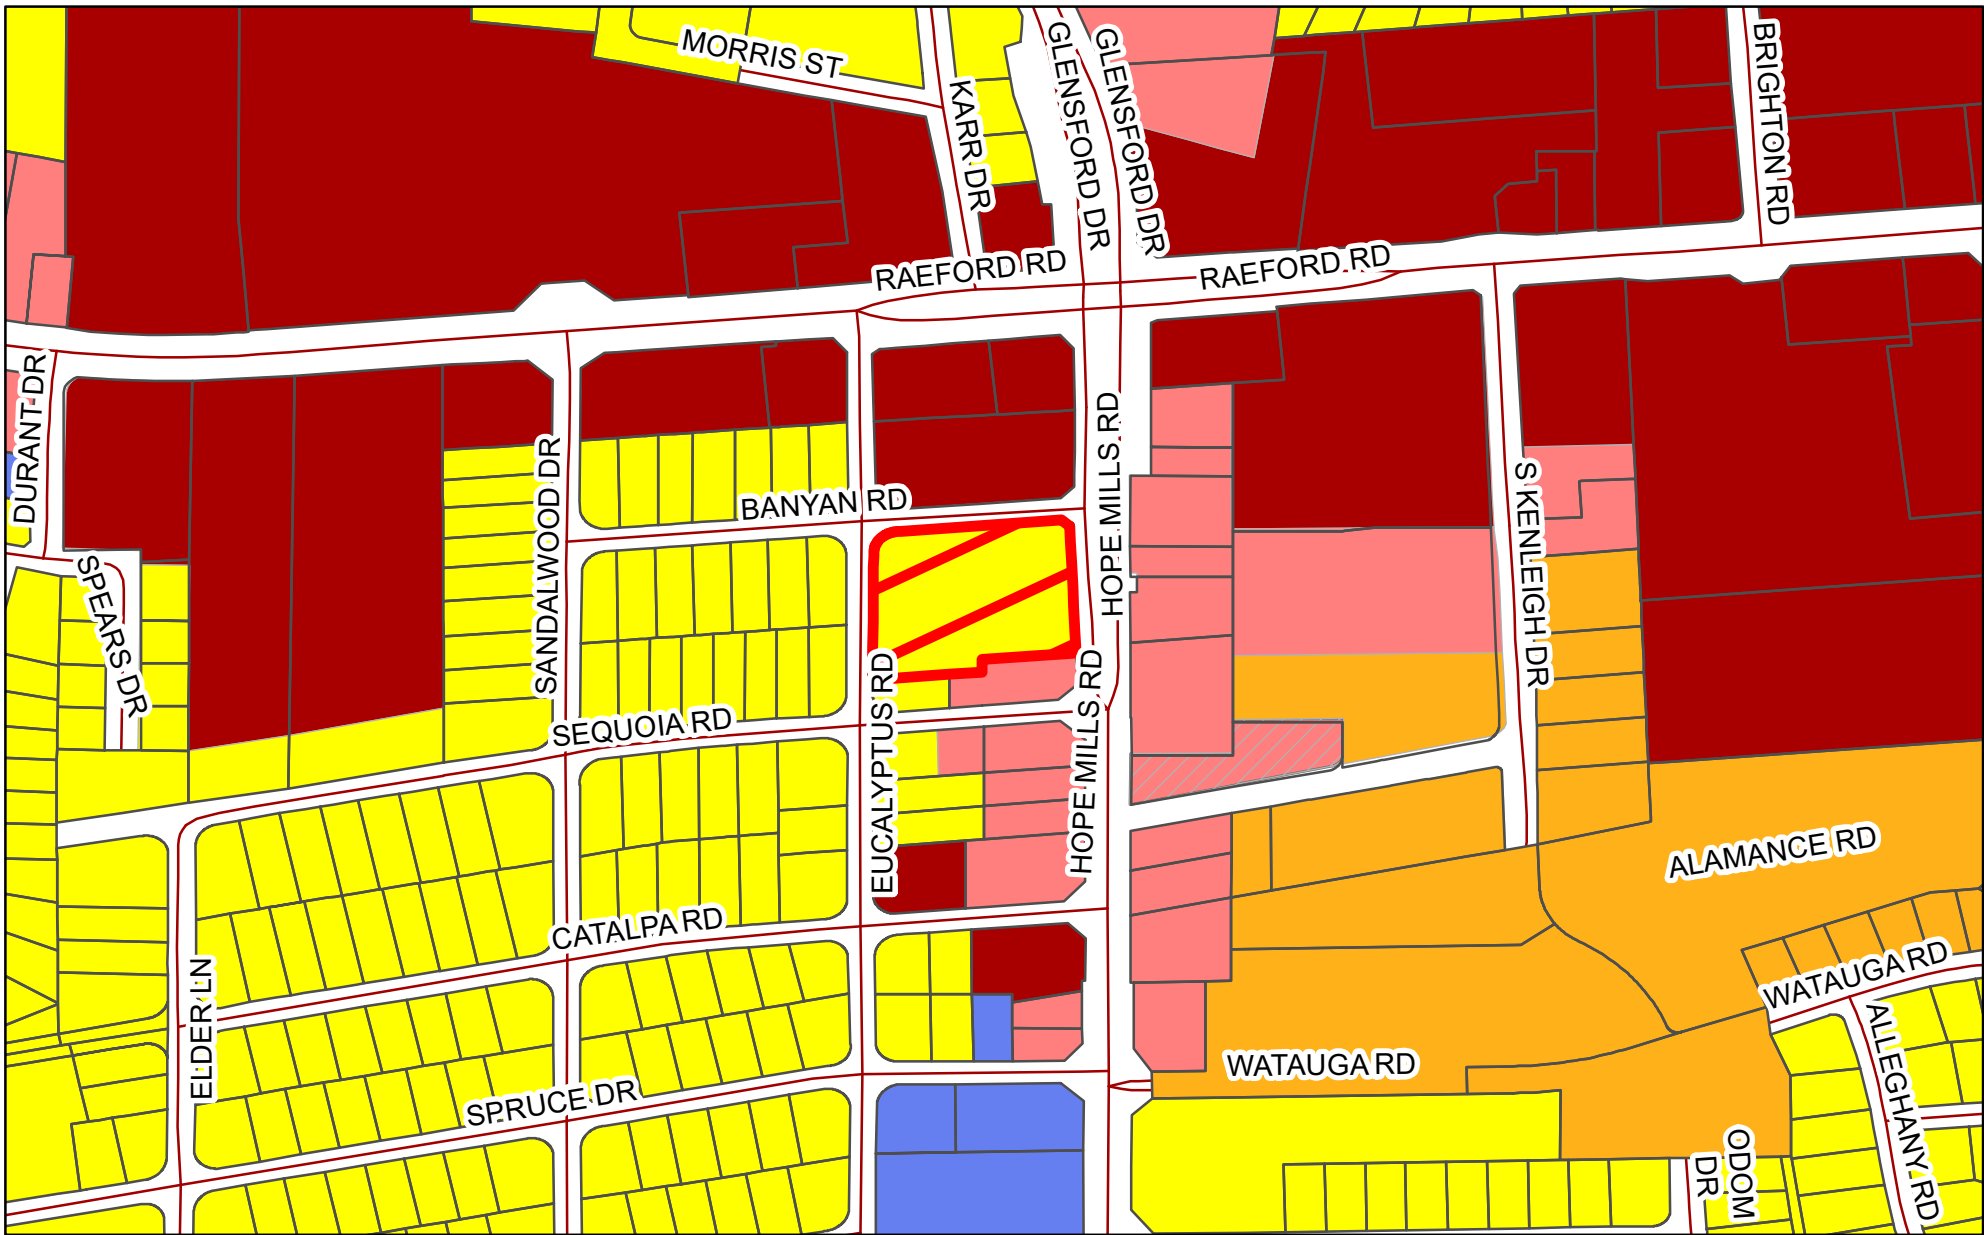 MORRIS ST
KARR DR
GLENSFORD DR
GLENSFORD DR
BRIGHTON RD
RAEFORD RD
RAEFORD RD
DURANT DR
SANDALWOOD DR
BANYAN RD
HOPE MILLS RD
S KENLEIGH DR
SPEARS DR
SEQUOIA RD
EUCALYPTUS RD
HOPE MILLS RD
ALAMANCE RD
CATALPA RD
ELDER LN
WATAUGA RD
WATAUGA RD
ALLEGHANY RD
SPRUCE DR
ODOM
DR